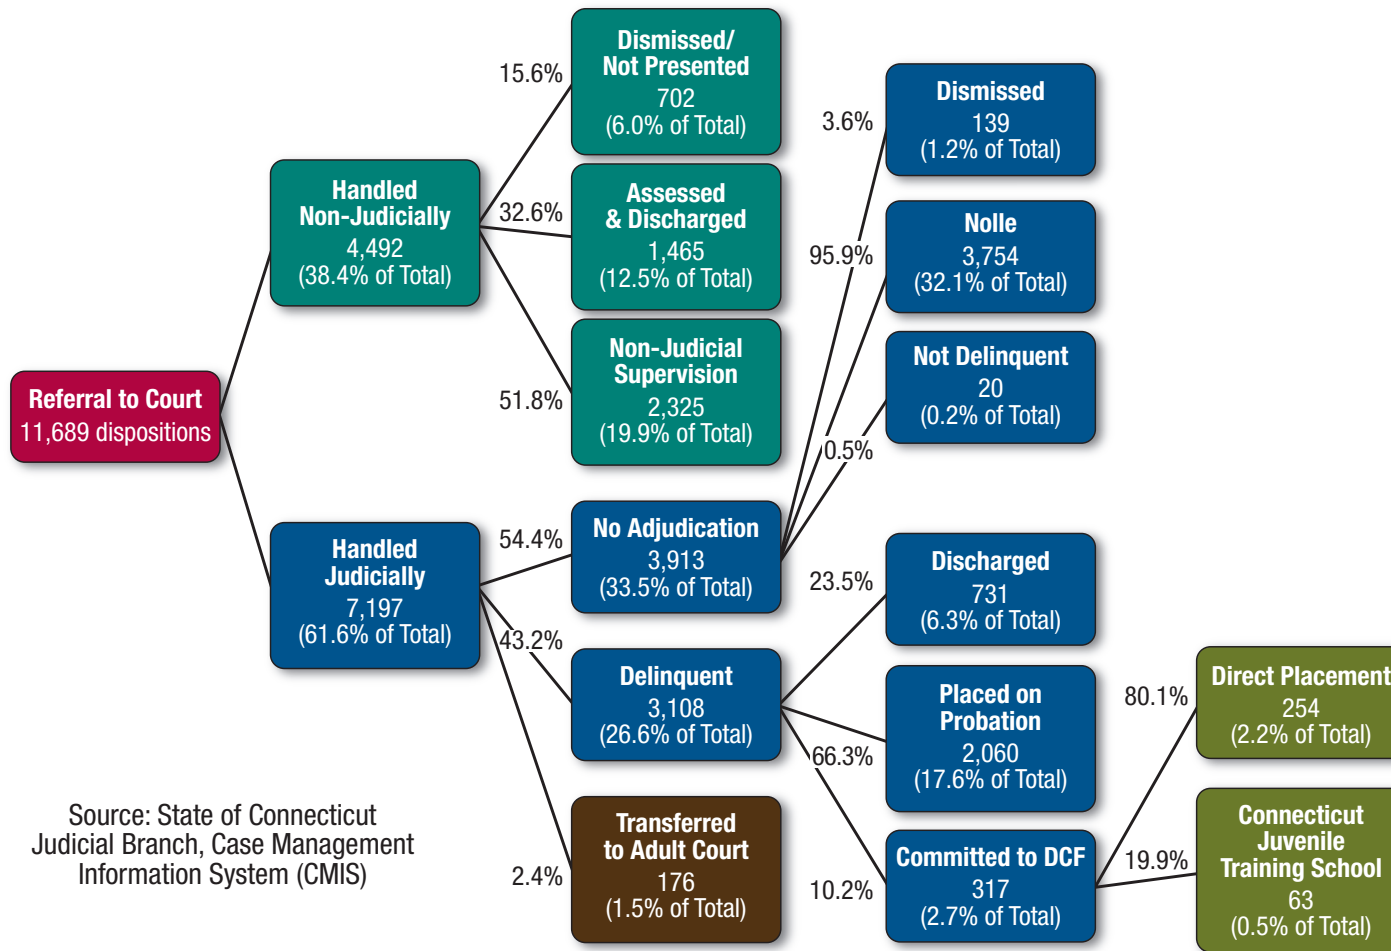 Referral to Court
11,689 dispositions
Handled
Non-Judicially
4,492
(38.4% of Total)
15.6%
Dismissed/
Not Presented
702
(6.0% of Total)
32.6%
Assessed
& Discharged
1,465
(12.5% of Total)
51.8%
Non-Judicial
Supervision
2,325
(19.9% of Total)
Handled
Judicially
7,197
(61.6% of Total)
54.4%
No Adjudication
3,913
(33.5% of Total)
3.6%
Dismissed
139
(1.2% of Total)
95.9%
Nolle
3,754
(32.1% of Total)
0.5%
Not Delinquent
20
(0.2% of Total)
43.2%
Delinquent
3,108
(26.6% of Total)
23.5%
Discharged
731
(6.3% of Total)
66.3%
Placed on
Probation
2,060
(17.6% of Total)
10.2%
Committed to DCF
317
(2.7% of Total)
80.1%
Direct Placement
254
(2.2% of Total)
19.9%
Connecticut
Juvenile
Training School
63
(0.5% of Total)
2.4%
Transferred
to Adult Court
176
(1.5% of Total)
Source: State of Connecticut
Judicial Branch, Case Management
Information System (CMIS)